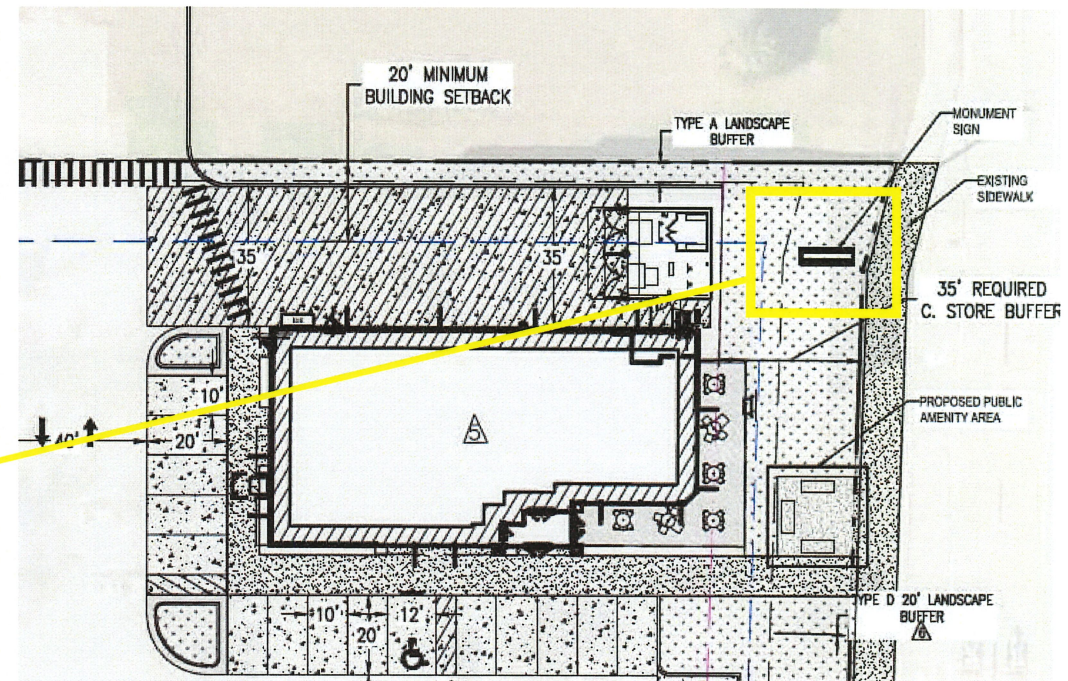 20' MINIMUM
BUILDING SETBACK
TYPE A LANDSCAPE
BUFFER
MONUMENT
SIGN
EXISTING
SIDEWALK
35'
35'
35' REQUIRED
C. STORE BUFFER
10'
20'
40'
5
PROPOSED PUBLIC
AMENITY AREA
10'
12'
20'
TYPE D 20' LANDSCAPE
BUFFER
6